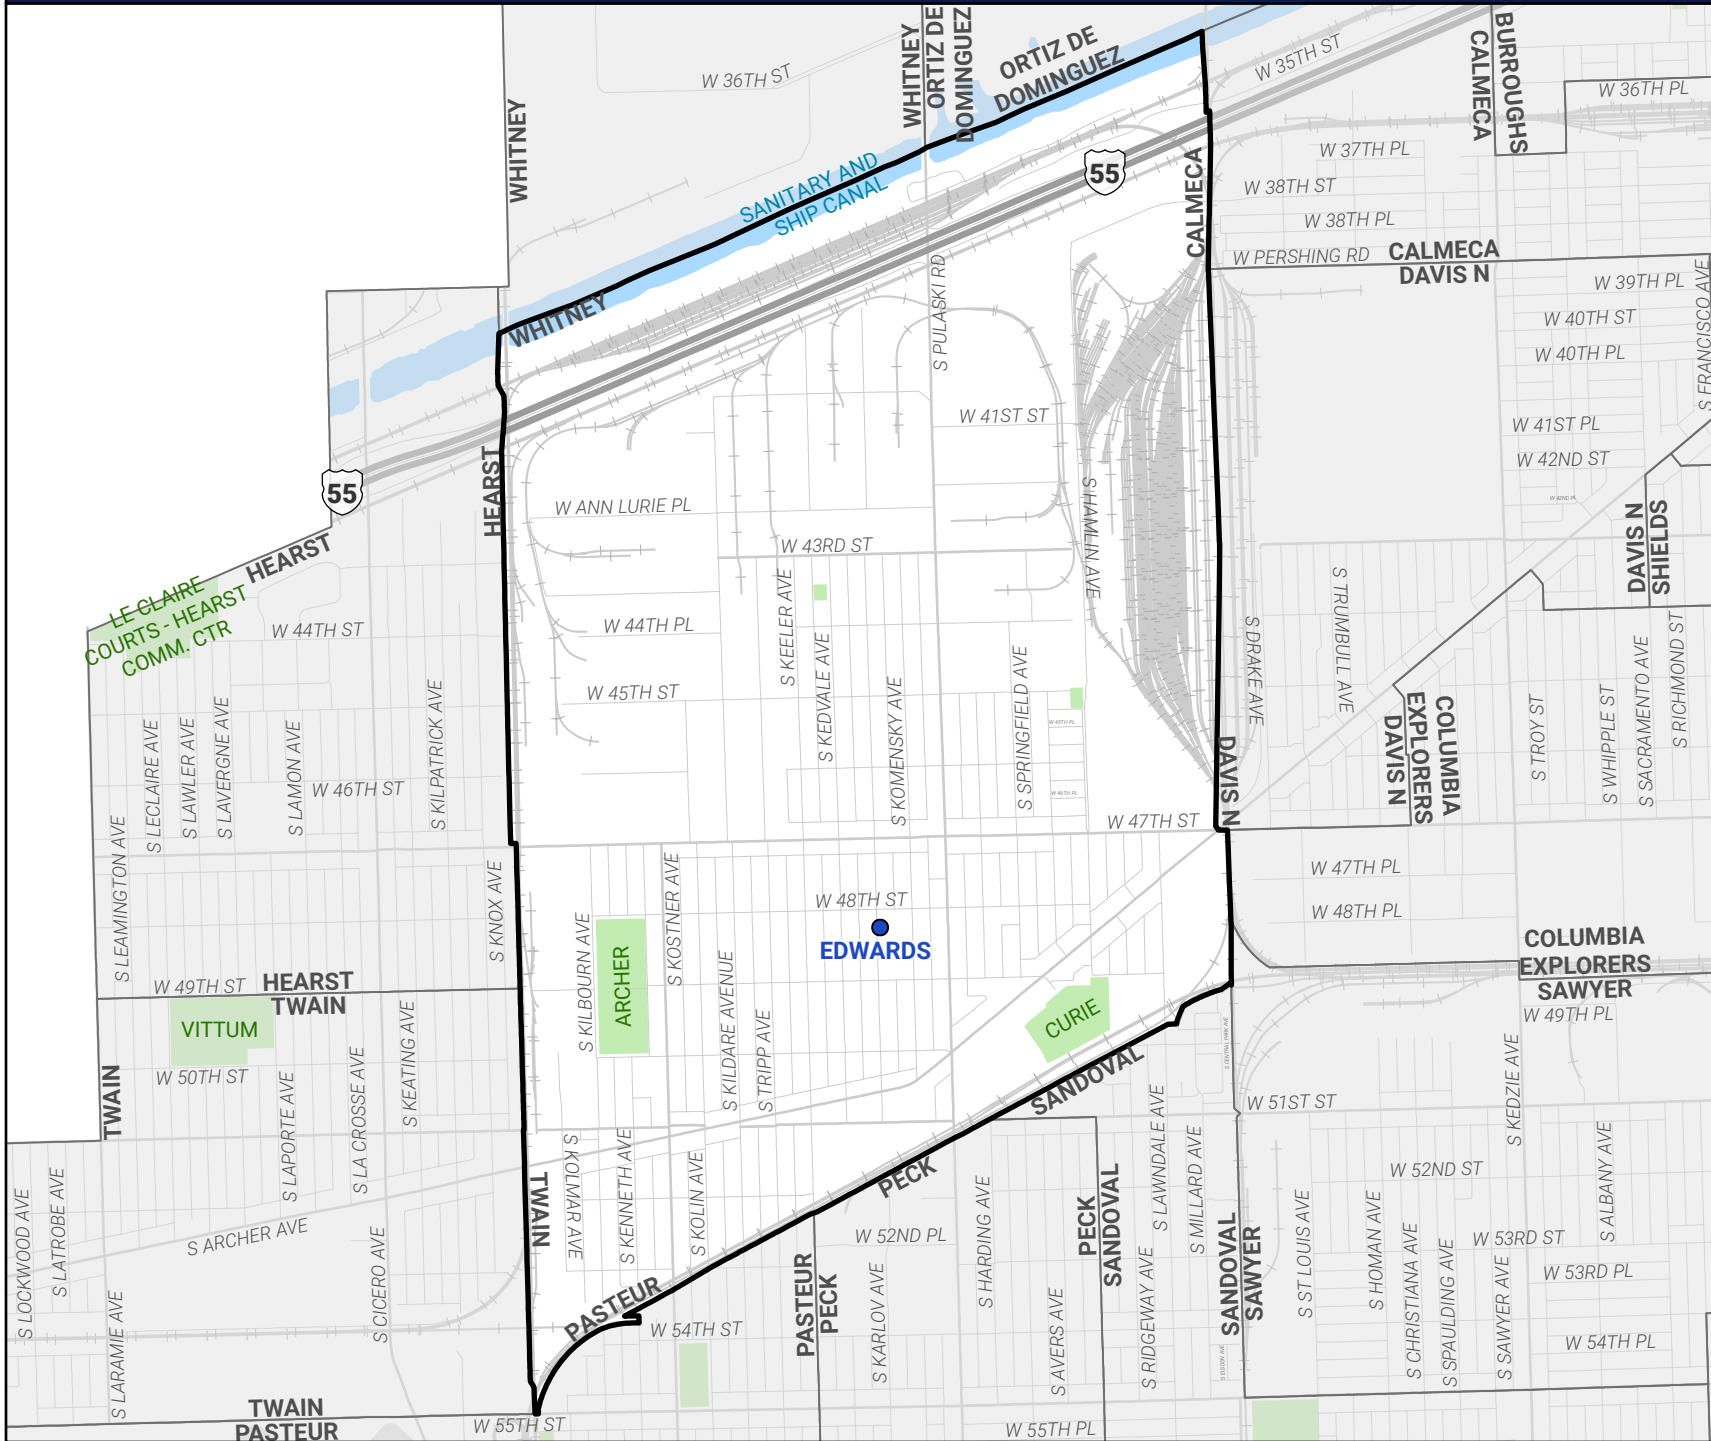 WHITNEY
ORTIZ DE
DOMINGUEZ
ORTIZ DE
DOMINGUEZ
W 36TH ST
W 35TH ST
CALMECA
BURROUGHS
W 36TH PL
WHITNEY
SANITARY AND
SHIP CANAL
55
CALMECA
W 37TH PL
W 38TH ST
W 38TH PL
W PERSHING RD
CALMECA
DAVIS N
W 39TH PL
S FRANCISCO AVE
WHITNEY
S PULASKI RD
W 40TH ST
W 40TH PL
W 41ST ST
W 41ST PL
W 42ND ST
W 42ND PL
55
HEARST
HEARST
W ANN LURIE PL
W 43RD ST
S HAMLIN AVE
DAVIS N
SHIELDS
LE CLAIRE
COURTS - HEARST
COMM. CTR
W 44TH ST
W 44TH PL
W 45TH ST
S KEELER AVE
S KEDVALE AVE
S KOMENSKY AVE
S SPRINGFIELD AVE
W 45TH PL
W 46TH PL
S DRAKE AVE
S TRUMBULL AVE
DAVIS N
EXPLORERS
COLUMBIA
S TROY ST
S WHIPPLE ST
S SACRAMENTO AVE
S RICHMOND ST
S LEAMINGTON AVE
S LECLAIRE AVE
S LAWLER AVE
S LAVERGNE AVE
S LAMON AVE
W 46TH ST
S KILPATRICK AVE
DAVIS N
W 47TH ST
W 47TH PL
W 48TH PL
S KNOX AVE
S KILBOURN AVE
ARCHER
S KOSTNER AVE
W 48TH ST
EDWARDS
S KILDARE AVENUE
S TRIPP AVE
CURIE
COLUMBIA
EXPLORERS
SAWYER
W 49TH PL
W 49TH ST
HEARST
TWAIN
VITTUM
W 50TH ST
TWAIN
S LAPORTE AVE
S LA CROSSE AVE
S KEATING AVE
SANDOVAL
S CENTRAL PARK AVE
W 51ST ST
S KEDZIE AVE
W 52ND ST
S ALBANY AVE
S LOCKWOOD AVE
S LATROBE AVE
S ARCHER AVE
S CICERO AVE
S LARAMIE AVE
TWAIN
S KOLMAR AVE
S KENNETH AVE
S KOLIN AVE
PECK
W 52ND PL
S HARDING AVE
PECK
SANDOVAL
S LAWNDALE AVE
S MILLARD AVE
SANDOVAL
SAWYER
S ST LOUIS AVE
S HOMAN AVE
S CHRISTIANA AVE
S SPAULDING AVE
S SAWYER AVE
W 53RD ST
W 53RD PL
W 54TH PL
PASTEUR
W 54TH ST
PASTEUR
PECK
S KARLOV AVE
S AVERS AVE
S RIDGEWAY AVE
TWAIN
PASTEUR
W 55TH ST
W 55TH PL